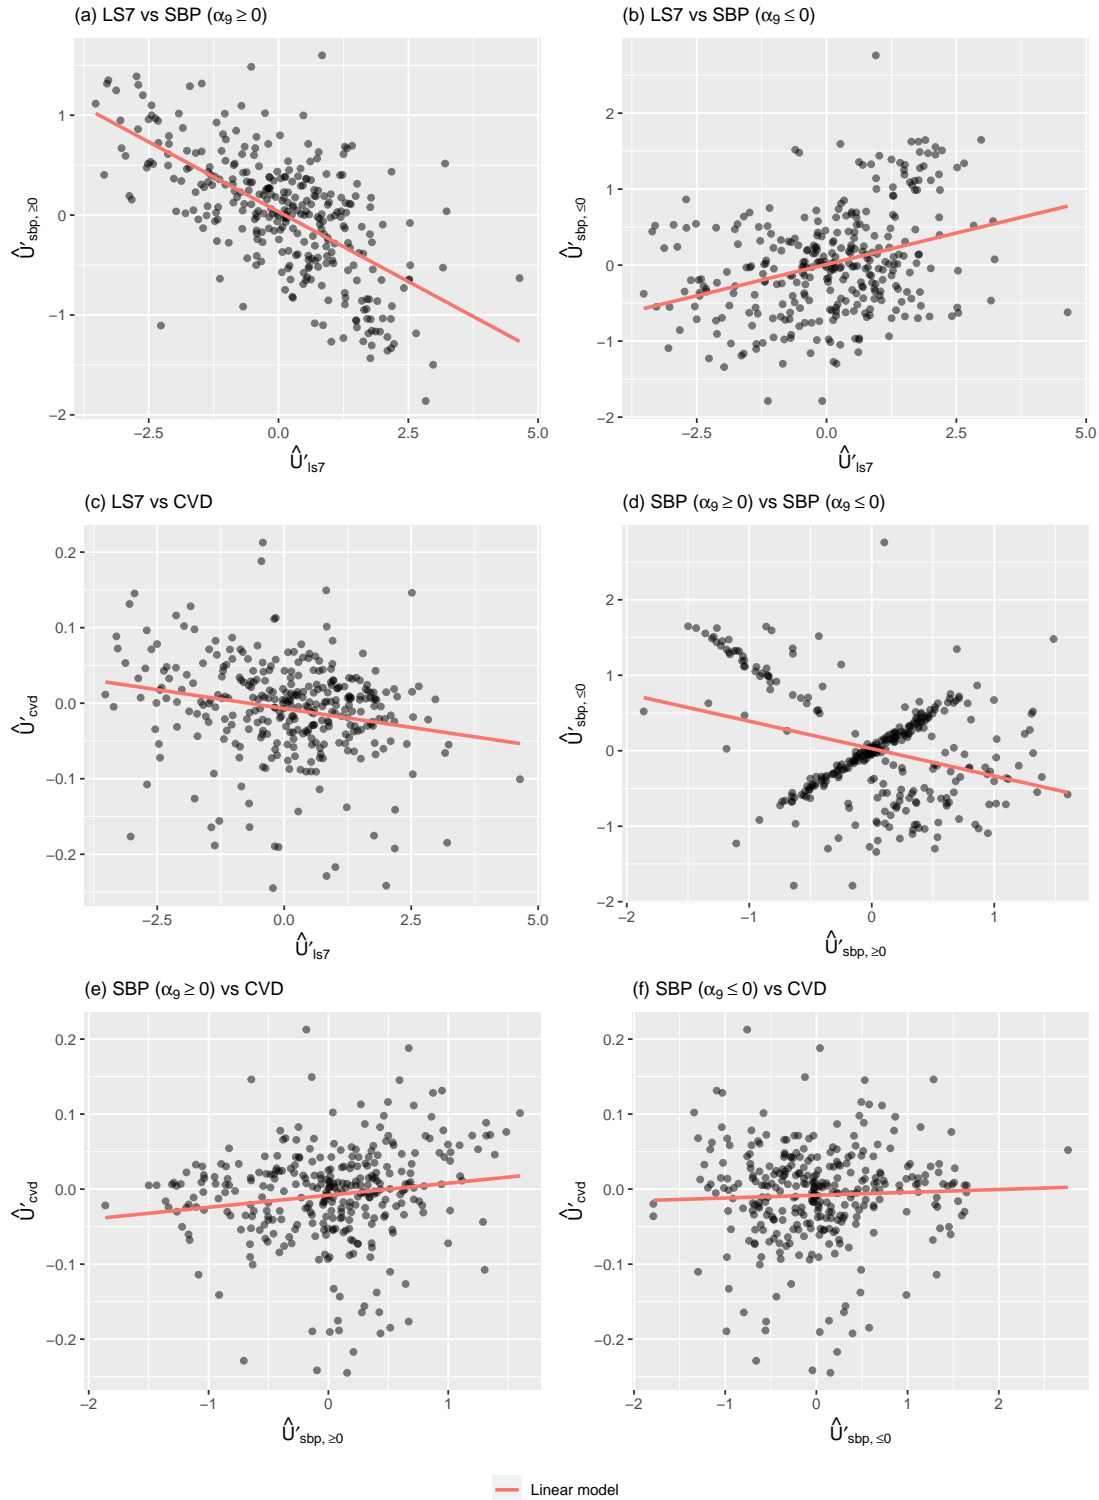 (a) LS7 vs SBP (α₉ ≥ 0)
(b) LS7 vs SBP (α₉ ≤ 0)
1
0
−1
−2
Û′sbp, ≥0
−2.5
0.0
2.5
5.0
Û′ls7
2
1
0
−1
−2
Û′sbp, ≤0
−2.5
0.0
2.5
5.0
Û′ls7
(c) LS7 vs CVD
(d) SBP (α₉ ≥ 0) vs SBP (α₉ ≤ 0)
0.2
0.1
0.0
−0.1
−0.2
Û′cvd
−2.5
0.0
2.5
5.0
Û′ls7
2
1
0
−1
−2
Û′sbp, ≤0
−2
−1
0
1
Û′sbp, ≥0
(e) SBP (α₉ ≥ 0) vs CVD
(f) SBP (α₉ ≤ 0) vs CVD
0.2
0.1
0.0
−0.1
−0.2
Û′cvd
−2
−1
0
1
Û′sbp, ≥0
0.2
0.1
0.0
−0.1
−0.2
Û′cvd
−2
−1
0
1
2
Û′sbp, ≤0
Linear model